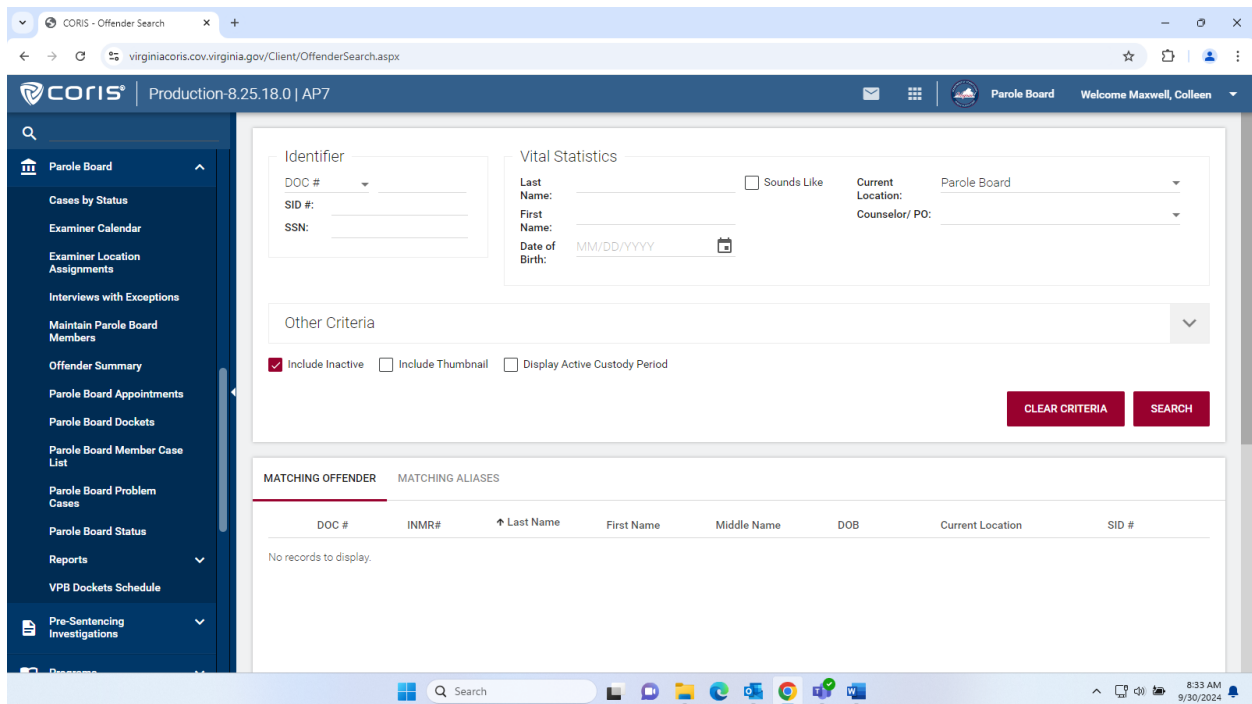 CORIS - Offender Search
virginiacoris.cov.virginia.gov/Client/OffenderSearch.aspx
coris® Production-8.25.18.0 | AP7
Parole Board
Welcome Maxwell, Colleen
Parole Board
Cases by Status
Examiner Calendar
Examiner Location
Assignments
Interviews with Exceptions
Maintain Parole Board
Members
Offender Summary
Parole Board Appointments
Parole Board Dockets
Parole Board Member Case
List
Parole Board Problem
Cases
Parole Board Status
Reports
VPB Dockets Schedule
Pre-Sentencing
Investigations
Programs
Identifier
DOC #
SID #:
SSN:
Vital Statistics
Last
Name:
Sounds Like
First
Name:
Date of
Birth:
MM/DD/YYYY
Current
Location:
Parole Board
Counselor/ PO:
Other Criteria
Include Inactive
Include Thumbnail
Display Active Custody Period
CLEAR CRITERIA
SEARCH
MATCHING OFFENDER
MATCHING ALIASES
DOC # INMR# Last Name First Name Middle Name DOB Current Location SID #
No records to display.
Search
8:33 AM
9/30/2024